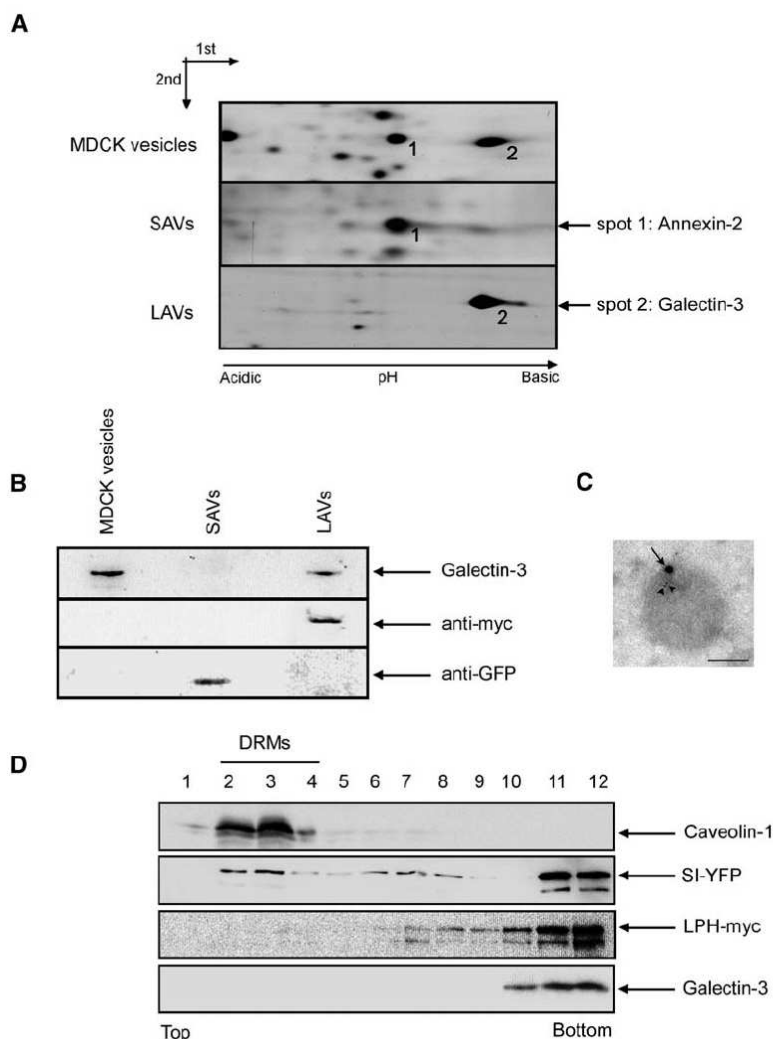 A
1st
2nd
MDCK vesicles
1
2
SAVs
1
spot 1: Annexin-2
LAVs
2
spot 2: Galectin-3
Acidic
pH
Basic
B
MDCK vesicles
SAVs
LAVs
Galectin-3
anti-myc
anti-GFP
C
D
DRMs
1 2 3 4 5 6 7 8 9 10 11 12
Caveolin-1
SI-YFP
LPH-myc
Galectin-3
Top
Bottom